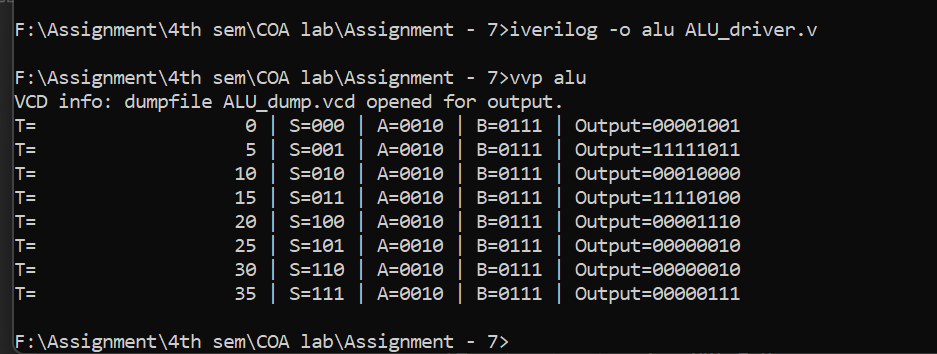 F:\Assignment\4th sem\COA lab\Assignment - 7>iverilog -o alu ALU_driver.v
F:\Assignment\4th sem\COA lab\Assignment - 7>vvp alu
VCD info: dumpfile ALU_dump.vcd opened for output.
T=                   0 | S=000 | A=0010 | B=0111 | Output=00001001
T=                   5 | S=001 | A=0010 | B=0111 | Output=11111011
T=                  10 | S=010 | A=0010 | B=0111 | Output=00010000
T=                  15 | S=011 | A=0010 | B=0111 | Output=11110100
T=                  20 | S=100 | A=0010 | B=0111 | Output=00001110
T=                  25 | S=101 | A=0010 | B=0111 | Output=00000010
T=                  30 | S=110 | A=0010 | B=0111 | Output=00000010
T=                  35 | S=111 | A=0010 | B=0111 | Output=00000111
F:\Assignment\4th sem\COA lab\Assignment - 7>